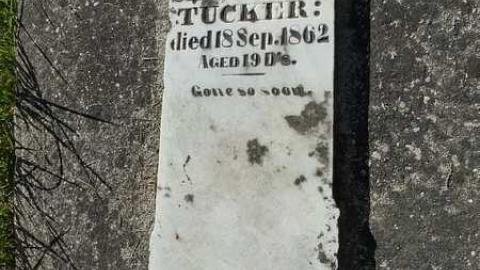 TUCKER:
died 18 Sep. 1862
AGED 19 D's.
Gone so soon.